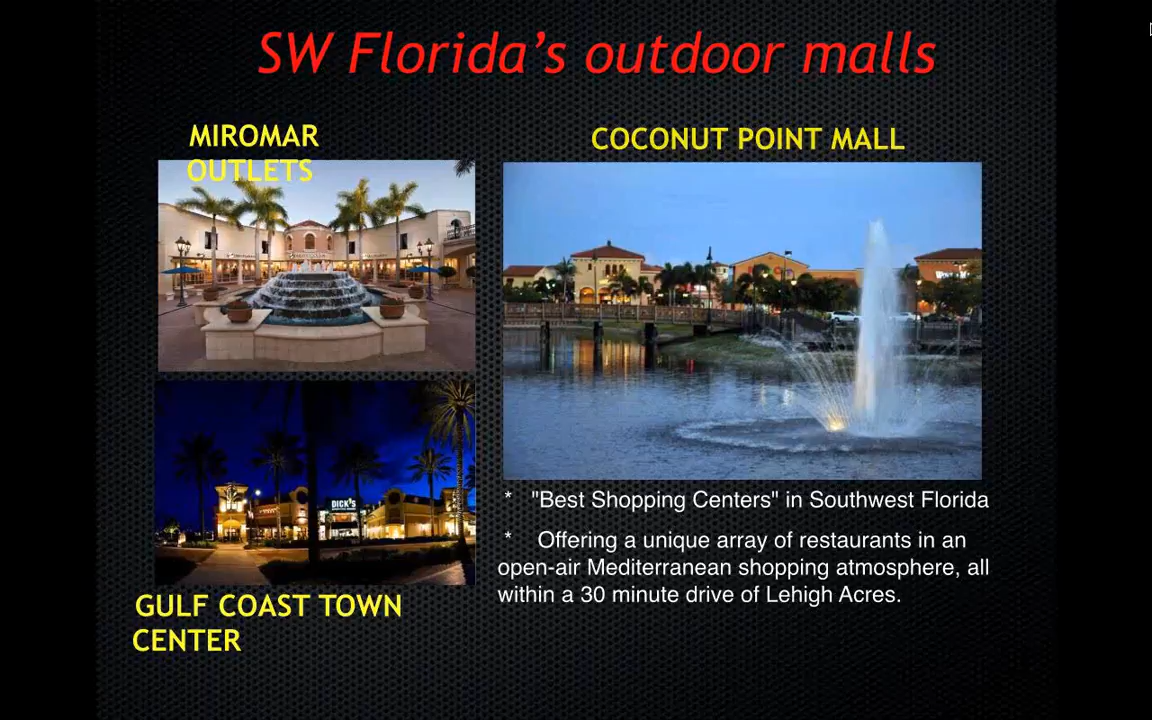 SW Florida's outdoor malls
MIROMAR
OUTLETS
COCONUT POINT MALL
DICK'S
* "Best Shopping Centers" in Southwest Florida
* Offering a unique array of restaurants in an
open-air Mediterranean shopping atmosphere, all
within a 30 minute drive of Lehigh Acres.
GULF COAST TOWN
CENTER